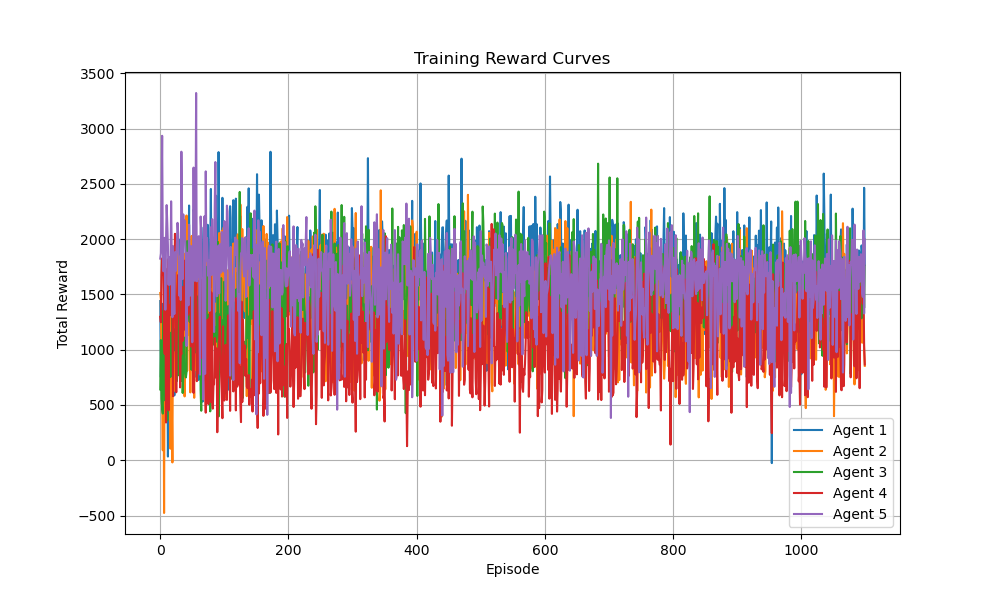 Training Reward Curves
Total Reward
3500
3000
2500
2000
1500
1000
500
0
−500
0 200 400 600 800 1000
Episode
Agent 1
Agent 2
Agent 3
Agent 4
Agent 5